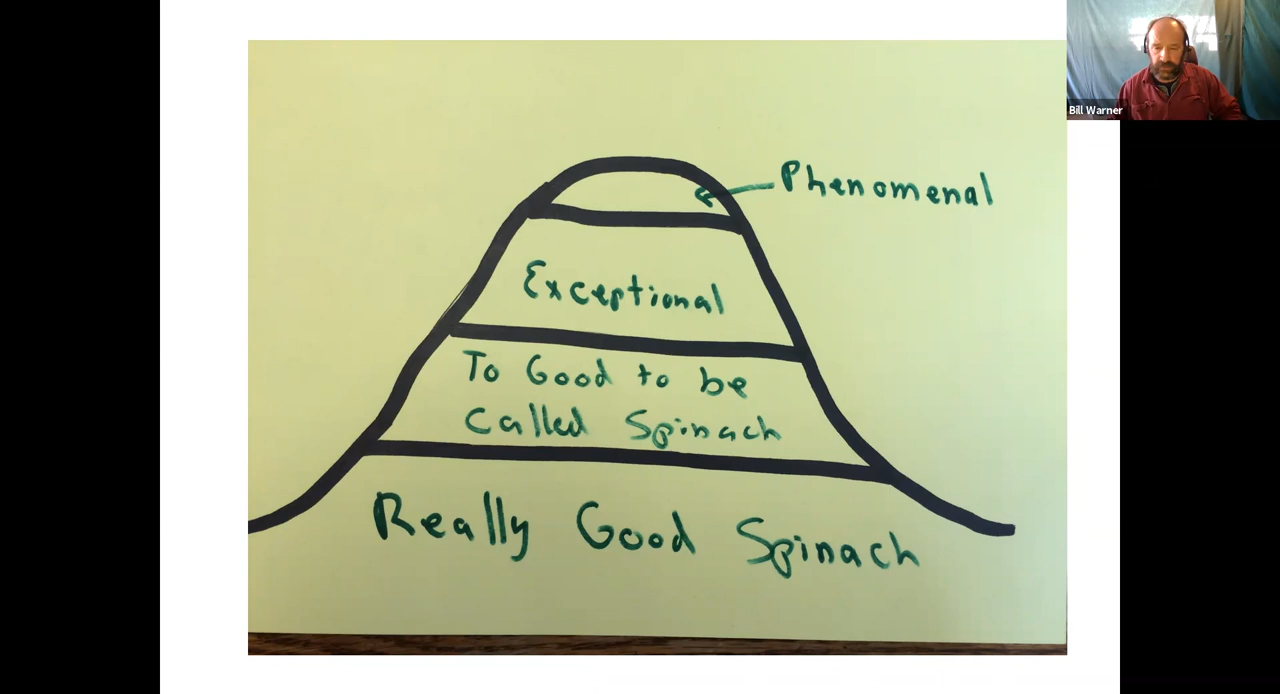 Bill Warner
Phenomenal
Exceptional
To Good to be
Called Spinach
Really Good Spinach